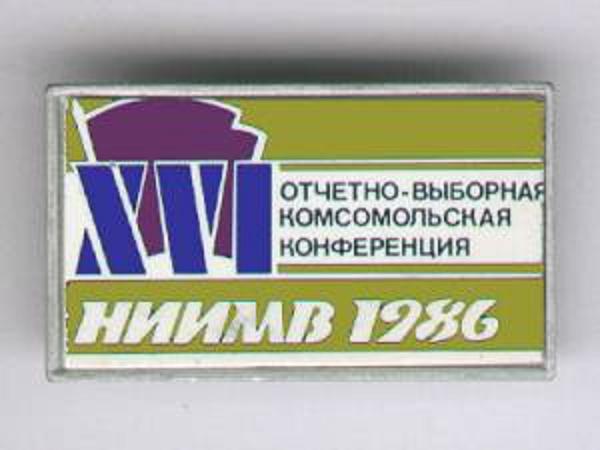 XVI
ОТЧЕТНО-ВЫБОРНАЯ
КОМСОМОЛЬСКАЯ
КОНФЕРЕНЦИЯ
НИИМВ 1986